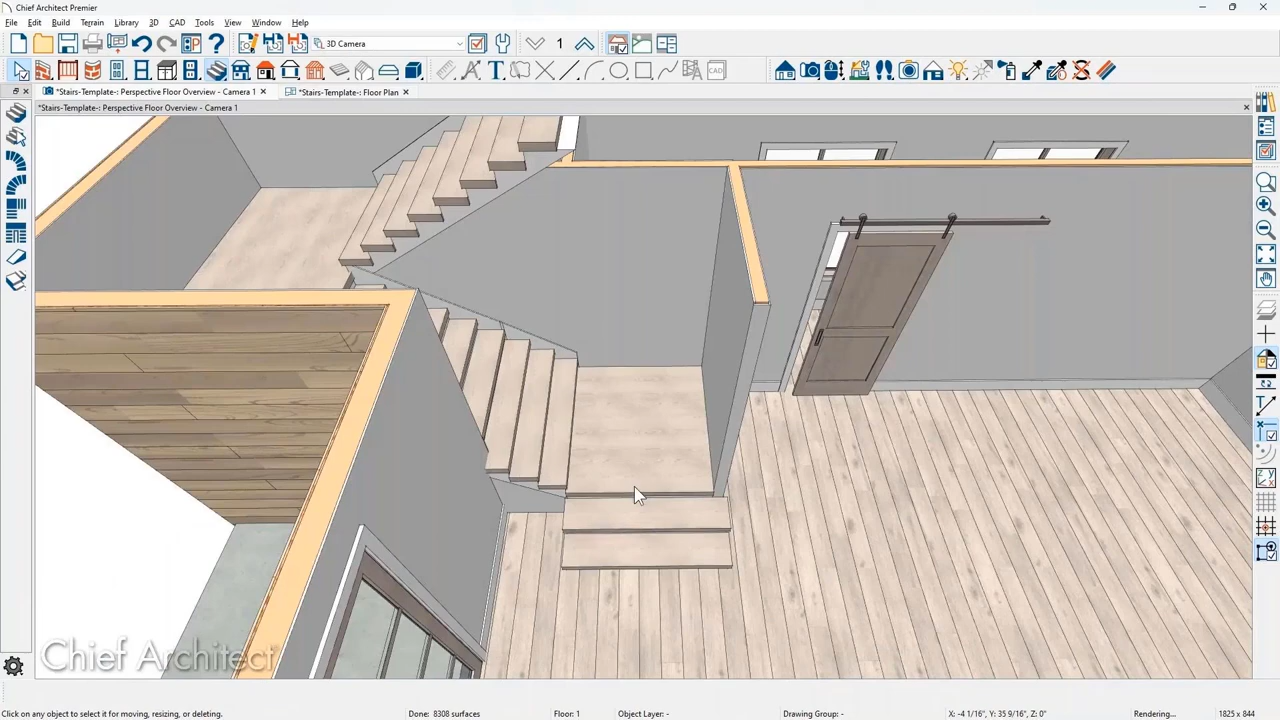 Chief Architect Premier
File Edit Build Terrain Library 3D CAD Tools View Window Help
3D Camera
1
CAD
*Stairs-Template-: Perspective Floor Overview - Camera 1
*Stairs-Template-: Floor Plan
*Stairs-Template-: Perspective Floor Overview - Camera 1
Chief Architect
Click on any object to select it for moving, resizing, or deleting.
Done: 8308 surfaces
Floor: 1
Object Layer: -
Drawing Group: -
X: -4 1/16", Y: 35 9/16", Z: 0"
Rendering...
1825 x 844